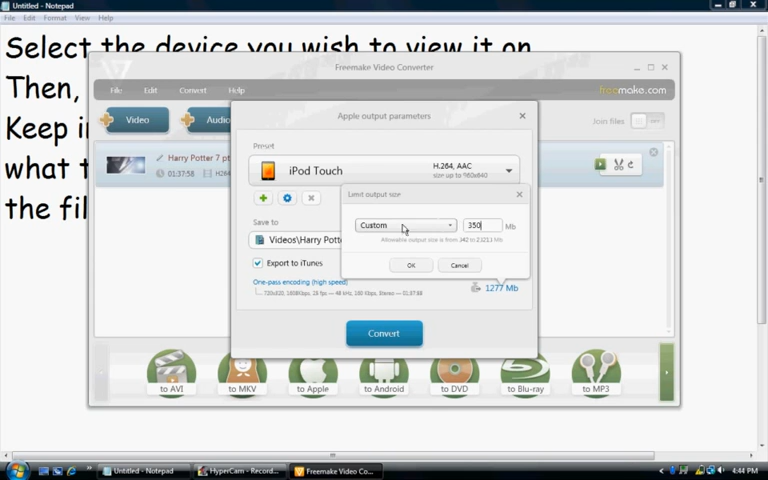 Untitled - Notepad
File Edit Format View Help
Select the device you wish to view it on.
Then,
Keep in
what t
the fil
Freemake Video Converter
File Edit Convert Help
freemake.com
Video
Audio
Join files
Harry Potter 7 pt
01:37:58
Apple output parameters
Preset
iPod Touch
H.264, AAC
size up to 960x640
Limit output size
Custom
350
Mb
OK
Cancel
Save to
Videos\Harry Pott
Export to iTunes
One-pass encoding (high speed)
1277 Mb
Convert
to AVI
to MKV
to Apple
to Android
to DVD
to Blu-ray
to MP3
Untitled - Notepad
HyperCam - Record...
Freemake Video Co...
4:44 PM